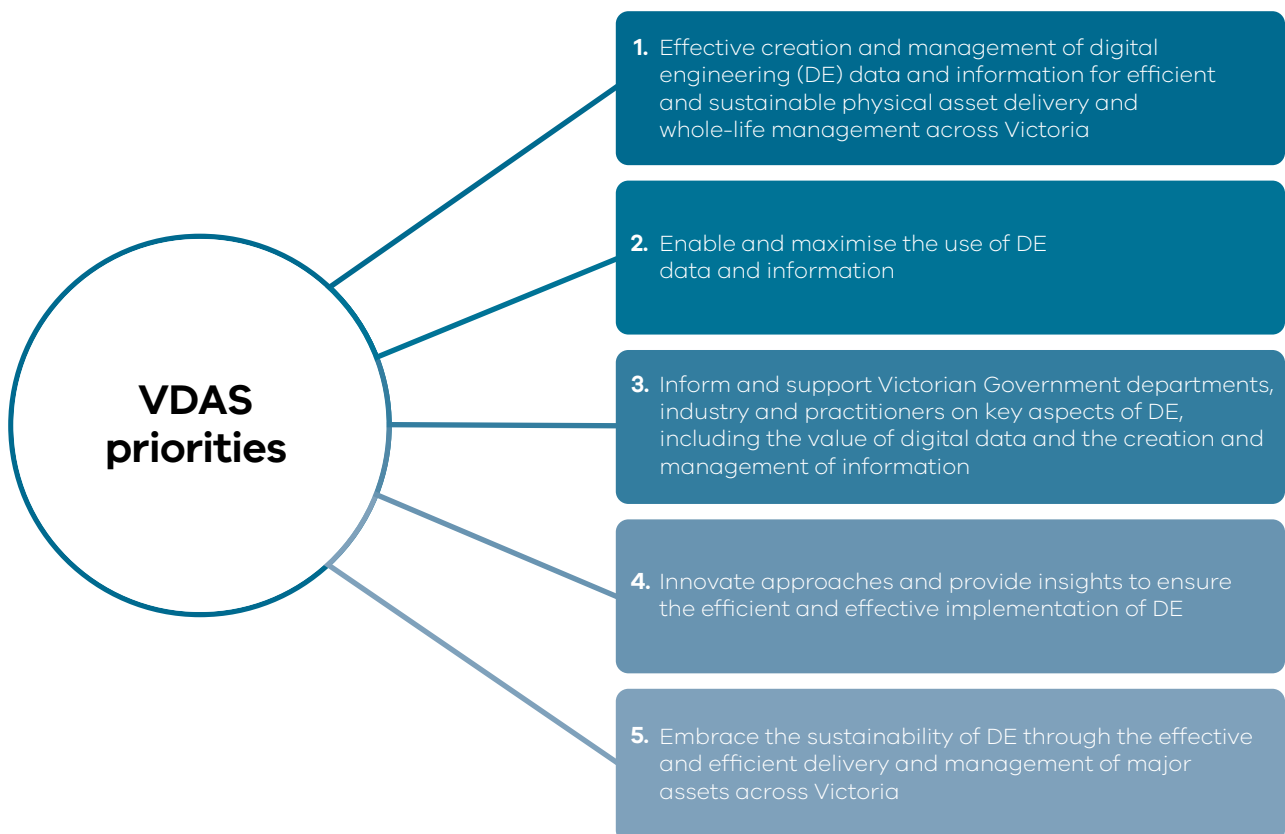 VDAS
priorities
1. Effective creation and management of digital
engineering (DE) data and information for efficient
and sustainable physical asset delivery and
whole-life management across Victoria
2. Enable and maximise the use of DE
data and information
3. Inform and support Victorian Government departments,
industry and practitioners on key aspects of DE,
including the value of digital data and the creation and
management of information
4. Innovate approaches and provide insights to ensure
the efficient and effective implementation of DE
5. Embrace the sustainability of DE through the effective
and efficient delivery and management of major
assets across Victoria